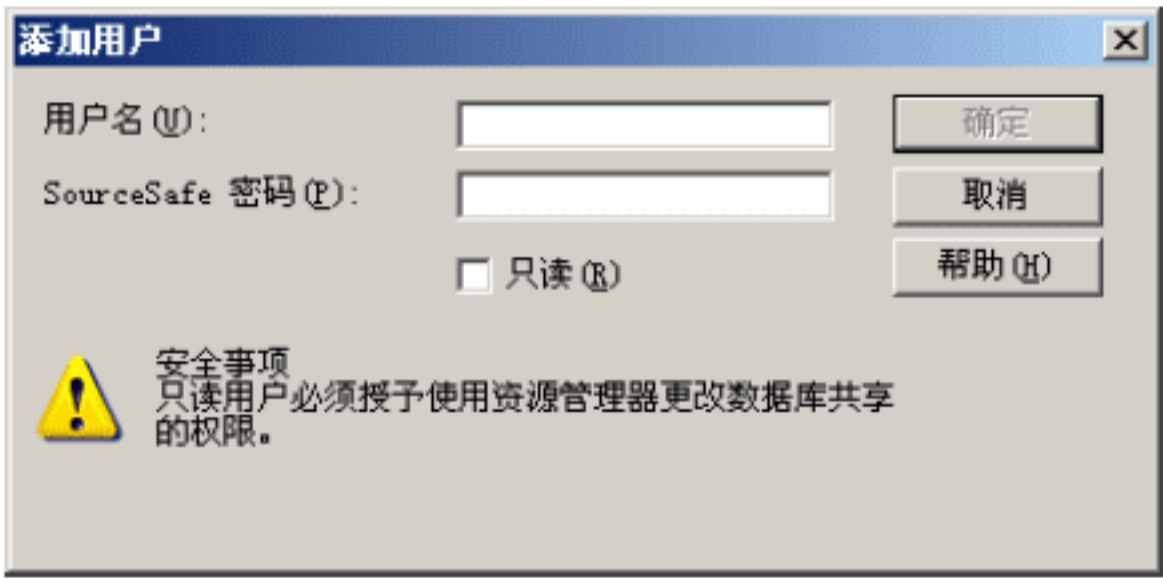 添加用户
用户名(U):
确定
SourceSafe 密码(P):
取消
只读(R)
帮助(H)
安全事项
只读用户必须授予使用资源管理器更改数据库共享
的权限。